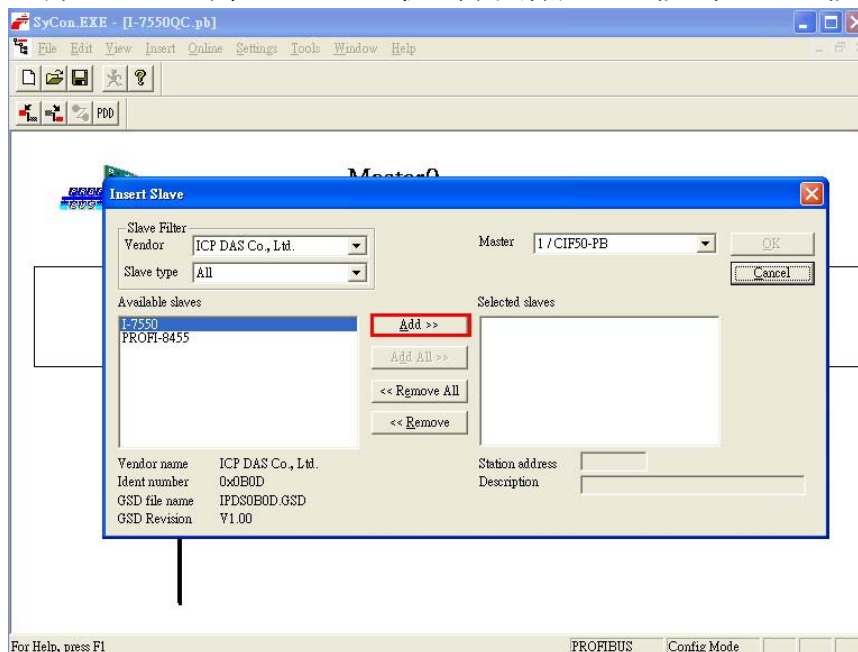 SyCon.EXE - [I-7550QC.pb]
File Edit View Insert Online Settings Tools Window Help
PDD
Master0
Insert Slave
Slave Filter
Vendor ICP DAS Co., Ltd.
Master 1 / CIF50-PB
OK
Slave type All
Cancel
Available slaves
Selected slaves
I-7550
PROFI-8455
Add >>
Add All >>
<< Remove All
<< Remove
Vendor name ICP DAS Co., Ltd.
Station address
Ident number 0x0B0D
Description
GSD file name IPDS0B0D.GSD
GSD Revision V1.00
For Help, press F1
PROFIBUS Config Mode